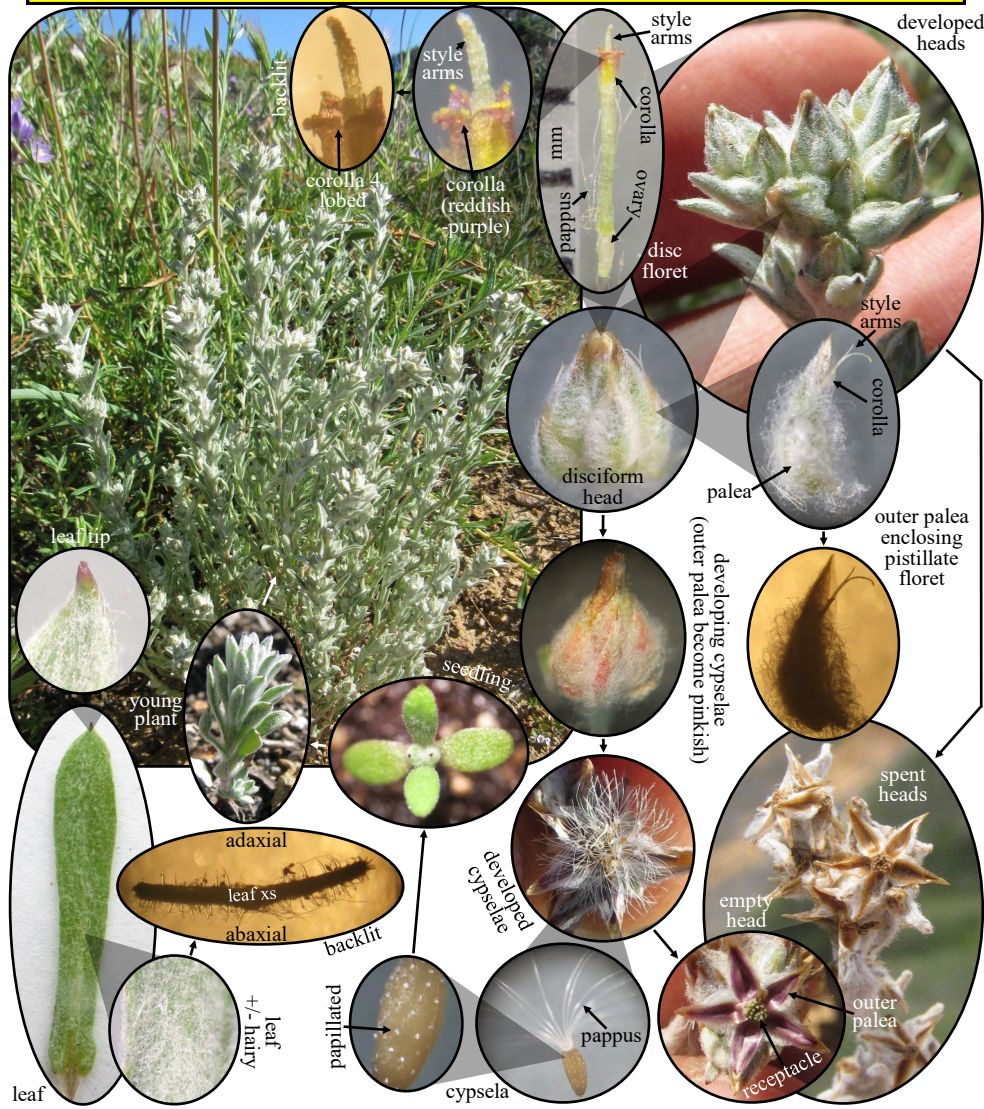 backlit
corolla 4
lobed
style
arms
corolla
(reddish
-purple)
mm
pappus
style
arms
corolla
ovary
disc
floret
developed
heads
style
arms
corolla
palea
disciform
head
outer palea
enclosing
pistillate
floret
developing cypselae
(outer palea become pinkish)
leaf tip
young
plant
seedling
adaxial
leaf xs
abaxial
backlit
leaf
leaf
+/- hairy
papillated
cypsela
pappus
developed
cypselae
spent
heads
empty
head
outer
palea
receptacle